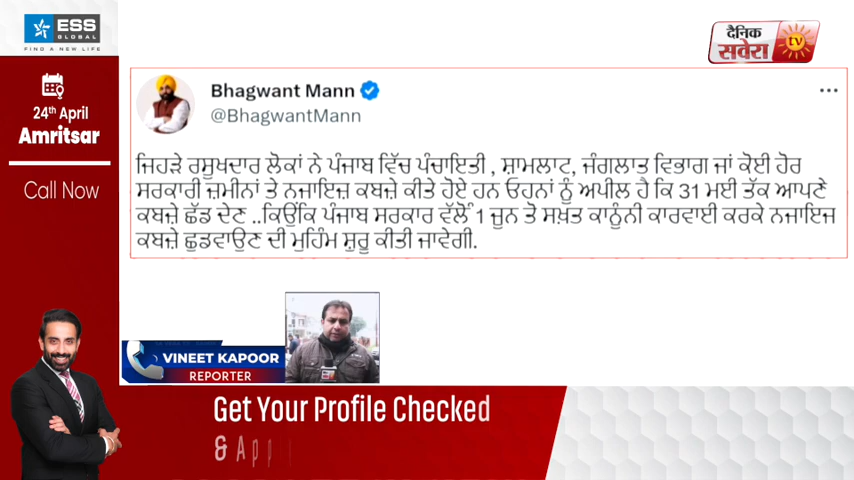 ESS
GLOBAL
FIND A NEW LIFE
24th April
Amritsar
Call Now
ਦੈਨਿਕ
ਸਵੇਰਾ tv
Bhagwant Mann
@BhagwantMann
ਜਿਹੜੇ ਰਸੂਖਦਾਰ ਲੋਕਾਂ ਨੇ ਪੰਜਾਬ ਵਿੱਚ ਪੰਚਾਇਤੀ , ਸ਼ਾਮਲਾਟ, ਜੰਗਲਾਤ ਵਿਭਾਗ ਜਾਂ ਕੋਈ ਹੋਰ
ਸਰਕਾਰੀ ਜ਼ਮੀਨਾਂ ਤੇ ਨਜਾਇਜ਼ ਕਬਜ਼ੇ ਕੀਤੇ ਹੋਏ ਹਨ ਓਹਨਾਂ ਨੂੰ ਅਪੀਲ ਹੈ ਕਿ 31 ਮਈ ਤੱਕ ਆਪਣੇ
ਕਬਜ਼ੇ ਛੱਡ ਦੇਣ ..ਕਿਉਂਕਿ ਪੰਜਾਬ ਸਰਕਾਰ ਵੱਲੋਂ 1 ਜੂਨ ਤੋਂ ਸਖ਼ਤ ਕਾਨੂੰਨੀ ਕਾਰਵਾਈ ਕਰਕੇ ਨਜਾਇਜ
ਕਬਜ਼ੇ ਛੁਡਵਾਉਣ ਦੀ ਮੁਹਿੰਮ ਸ਼ੁਰੂ ਕੀਤੀ ਜਾਵੇਗੀ.
VINEET KAPOOR
REPORTER
Get Your Profile Checked
& App